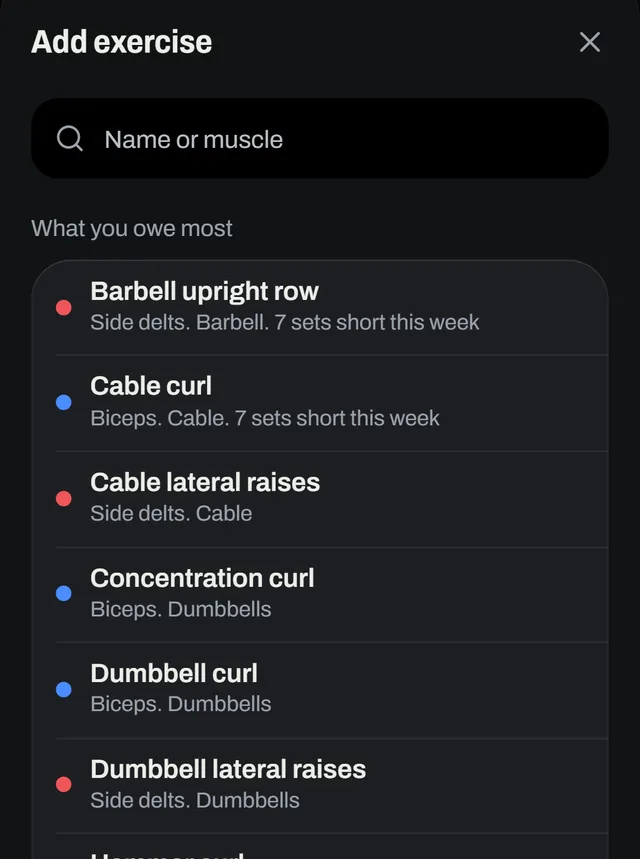 Add exercise
Name or muscle
What you owe most
Barbell upright row
Side delts. Barbell. 7 sets short this week
Cable curl
Biceps. Cable. 7 sets short this week
Cable lateral raises
Side delts. Cable
Concentration curl
Biceps. Dumbbells
Dumbbell curl
Biceps. Dumbbells
Dumbbell lateral raises
Side delts. Dumbbells